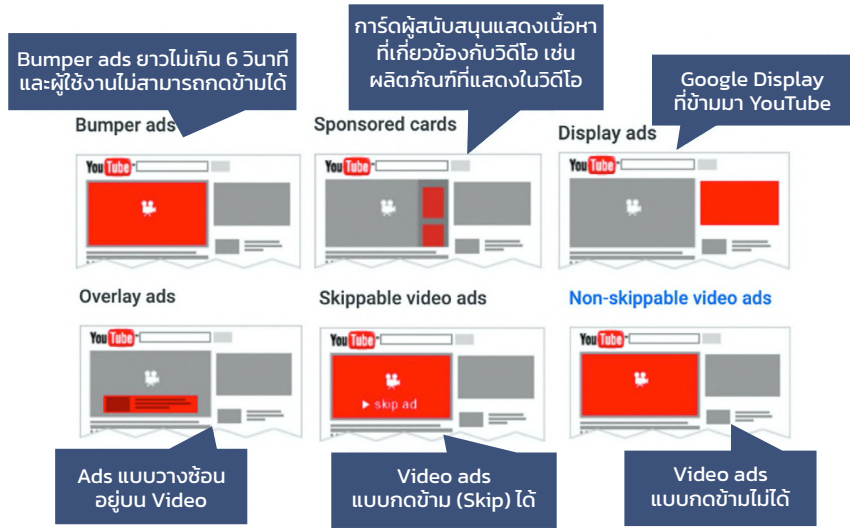 Bumper ads ยาวไม่เกิน 6 วินาที
และผู้ใช้งานไม่สามารถกดข้ามได้
การ์ดผู้สนับสนุนแสดงเนื้อหา
ที่เกี่ยวข้องกับวิดีโอ เช่น
ผลิตภัณฑ์ที่แสดงในวิดีโอ
Google Display
ที่ข้ามมา YouTube
Bumper ads
Sponsored cards
Display ads
YouTube
YouTube
YouTube
Overlay ads
Skippable video ads
Non-skippable video ads
YouTube
YouTube
YouTube
skip ad
Ads แบบวางซ้อน
อยู่บน Video
Video ads
แบบกดข้าม (Skip) ได้
Video ads
แบบกดข้ามไม่ได้